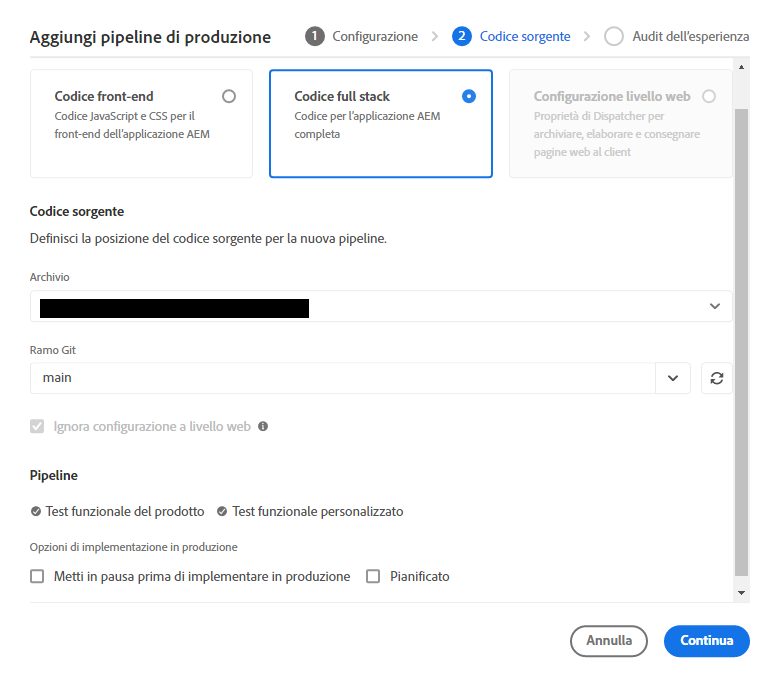 Aggiungi pipeline di produzione
1 Configurazione
2 Codice sorgente
Audit dell'esperienza
Codice front-end
Codice JavaScript e CSS per il
front-end dell'applicazione AEM
Codice full stack
Codice per l'applicazione AEM
completa
Configurazione livello web
Proprietà di Dispatcher per
archiviare, elaborare e consegnare
pagine web al client
Codice sorgente
Definisci la posizione del codice sorgente per la nuova pipeline.
Archivio
Ramo Git
main
Ignora configurazione a livello web
Pipeline
Test funzionale del prodotto
Test funzionale personalizzato
Opzioni di implementazione in produzione
Metti in pausa prima di implementare in produzione
Pianificato
Annulla
Continua